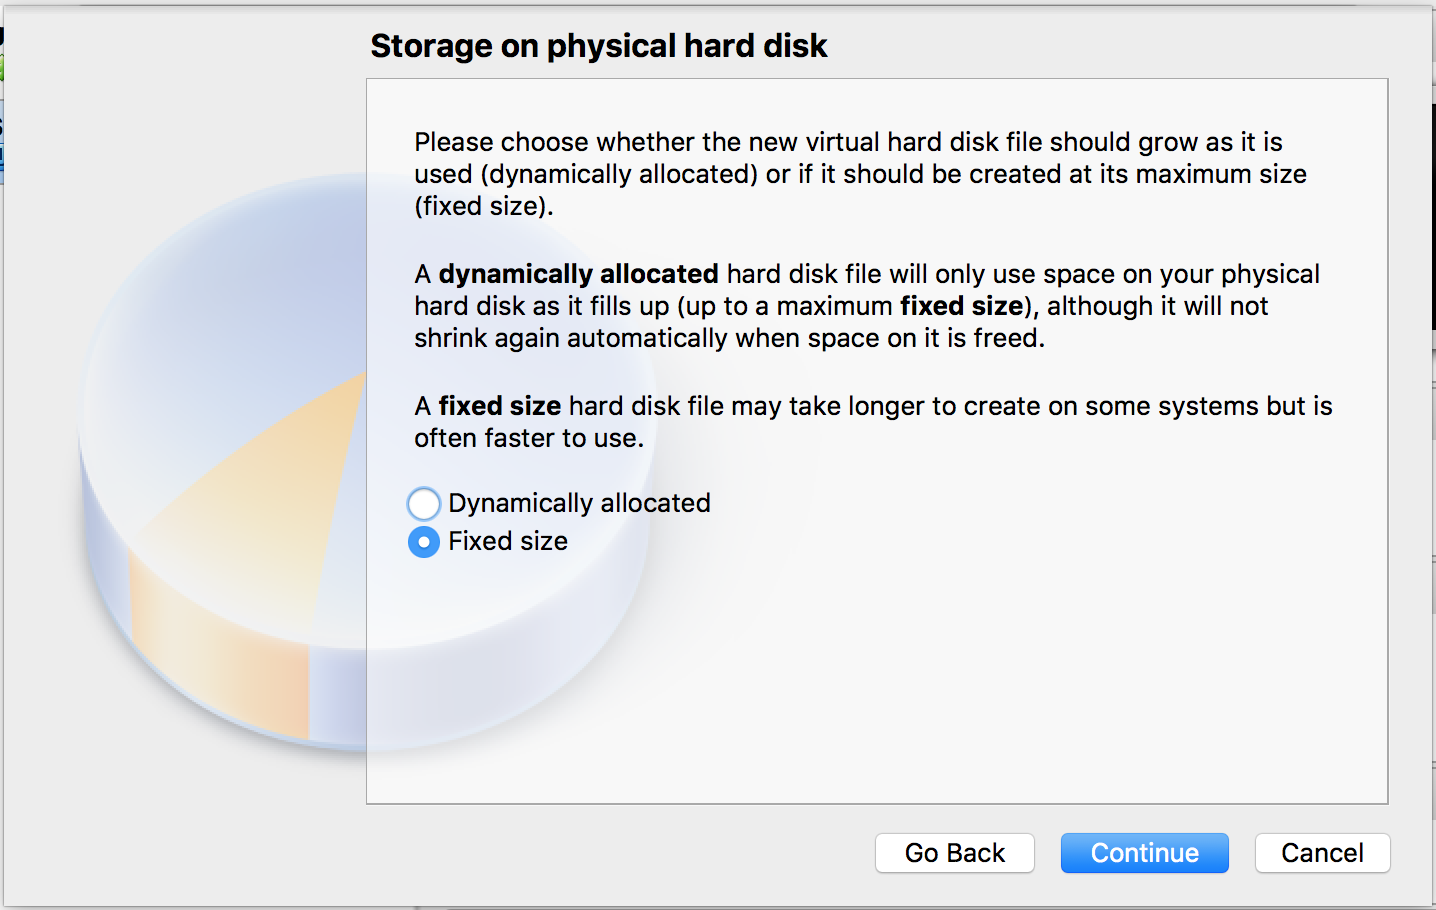 Storage on physical hard disk
Please choose whether the new virtual hard disk file should grow as it is
used (dynamically allocated) or if it should be created at its maximum size
(fixed size).
A dynamically allocated hard disk file will only use space on your physical
hard disk as it fills up (up to a maximum fixed size), although it will not
shrink again automatically when space on it is freed.
A fixed size hard disk file may take longer to create on some systems but is
often faster to use.
Dynamically allocated
Fixed size
Go Back
Continue
Cancel